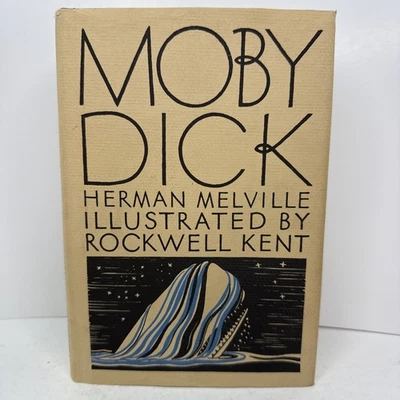 MOBY
DICK
HERMAN MELVILLE
ILLUSTRATED BY
ROCKWELL KENT